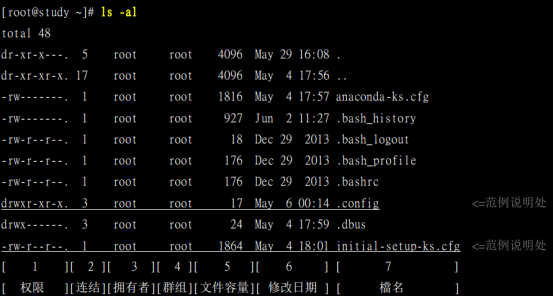 [root@study ~]# ls -al
total 48
dr-xr-x---. 5 root root 4096 May 29 16:08 .
dr-xr-xr-x. 17 root root 4096 May 4 17:56 ..
-rw-------. 1 root root 1816 May 4 17:57 anaconda-ks.cfg
-rw-------. 1 root root 927 Jun 2 11:27 .bash_history
-rw-r--r--. 1 root root 18 Dec 29 2013 .bash_logout
-rw-r--r--. 1 root root 176 Dec 29 2013 .bash_profile
-rw-r--r--. 1 root root 176 Dec 29 2013 .bashrc
drwxr-xr-x. 3 root root 17 May 6 00:14 .config <=范例说明处
drwx------. 3 root root 24 May 4 17:59 .dbus
-rw-r--r--. 1 root root 1864 May 4 18:01 initial-setup-ks.cfg <=范例说明处
[ 1 ][ 2 ][ 3 ][ 4 ][ 5 ][ 6 ] [ 7 ]
[ 权限 ][连结][拥有者][群组][文件容量][ 修改日期 ] [ 檔名 ]